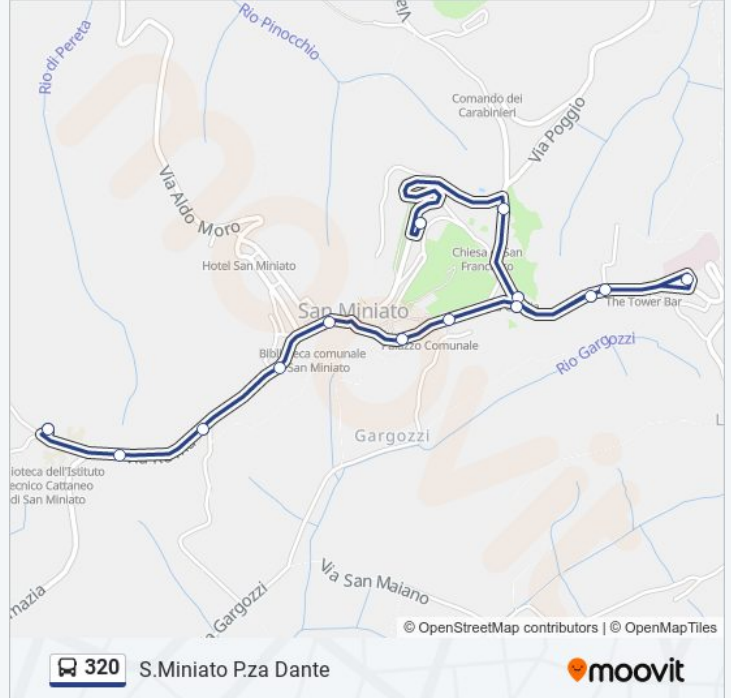 Rio di Pereta
Rio Pinocchio
Via
Comando dei
Carabinieri
Via Poggio
Via Aldo Moro
Hotel San Miniato
Chiesa
San
San Miniato
The Tower Bar
Palazzo Comunale
Biblioteca comunale
San Miniato
Rio Gargozzi
Gargozzi
ioteca dell'Istituto
ecnico Cattaneo
di San Miniato
Via San Maiano
Gargozzi
L
© OpenStreetMap contributors | © OpenMapTiles
320
S.Miniato P.za Dante
moovit